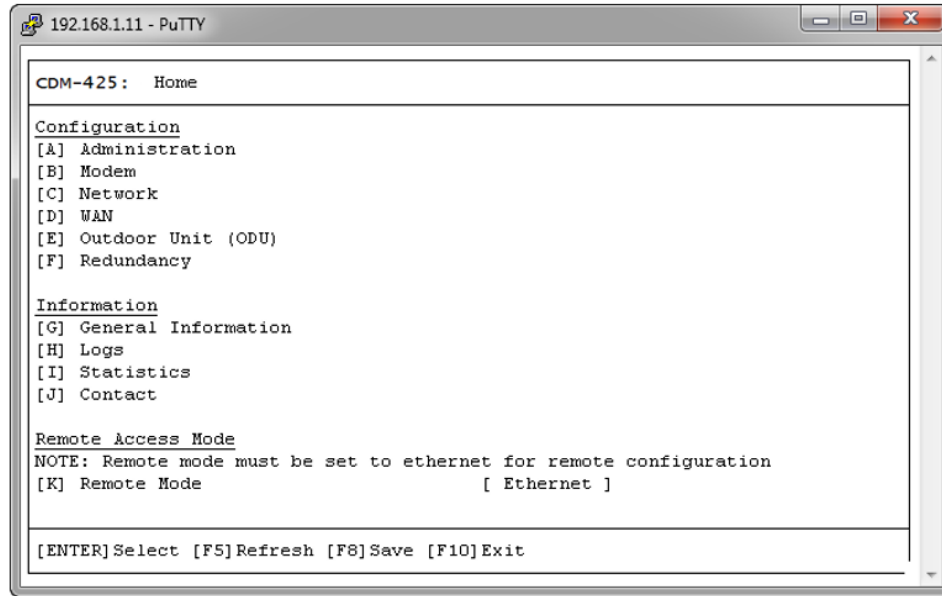 192.168.1.11 - PuTTY
CDM-425: Home
Configuration
[A] Administration
[B] Modem
[C] Network
[D] WAN
[E] Outdoor Unit (ODU)
[F] Redundancy
Information
[G] General Information
[H] Logs
[I] Statistics
[J] Contact
Remote Access Mode
NOTE: Remote mode must be set to ethernet for remote configuration
[K] Remote Mode [ Ethernet ]
[ENTER]Select [F5]Refresh [F8]Save [F10]Exit